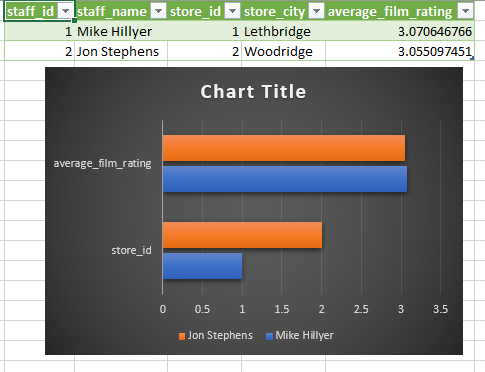 staff_id staff_name store_id store_city average_film_rating
1 Mike Hillyer 1 Lethbridge 3.070646766
2 Jon Stephens 2 Woodridge 3.055097451
Chart Title
average_film_rating
store_id
0 0.5 1 1.5 2 2.5 3 3.5
Jon Stephens Mike Hillyer